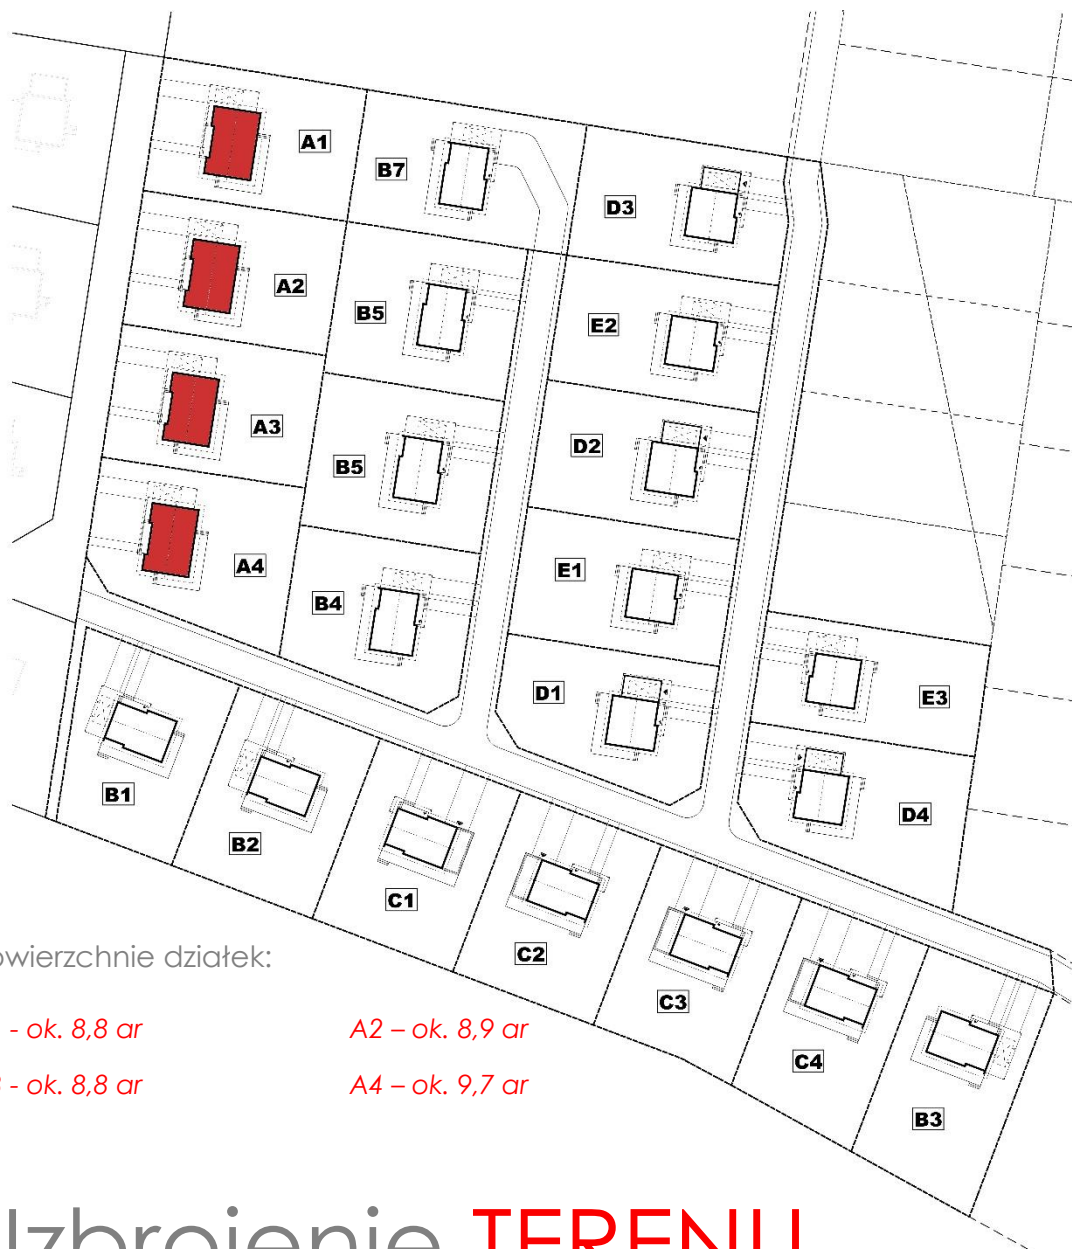 A1
B7
D3
A2
B5
E2
A3
B5
D2
A4
B4
E1
D1
E3
B1
B2
D4
C1
C2
C3
C4
B3
owierzchnie działek:
- ok. 8,8 ar A2 – ok. 8,9 ar
- ok. 8,8 ar A4 – ok. 9,7 ar
Uzbrojenie TERENU